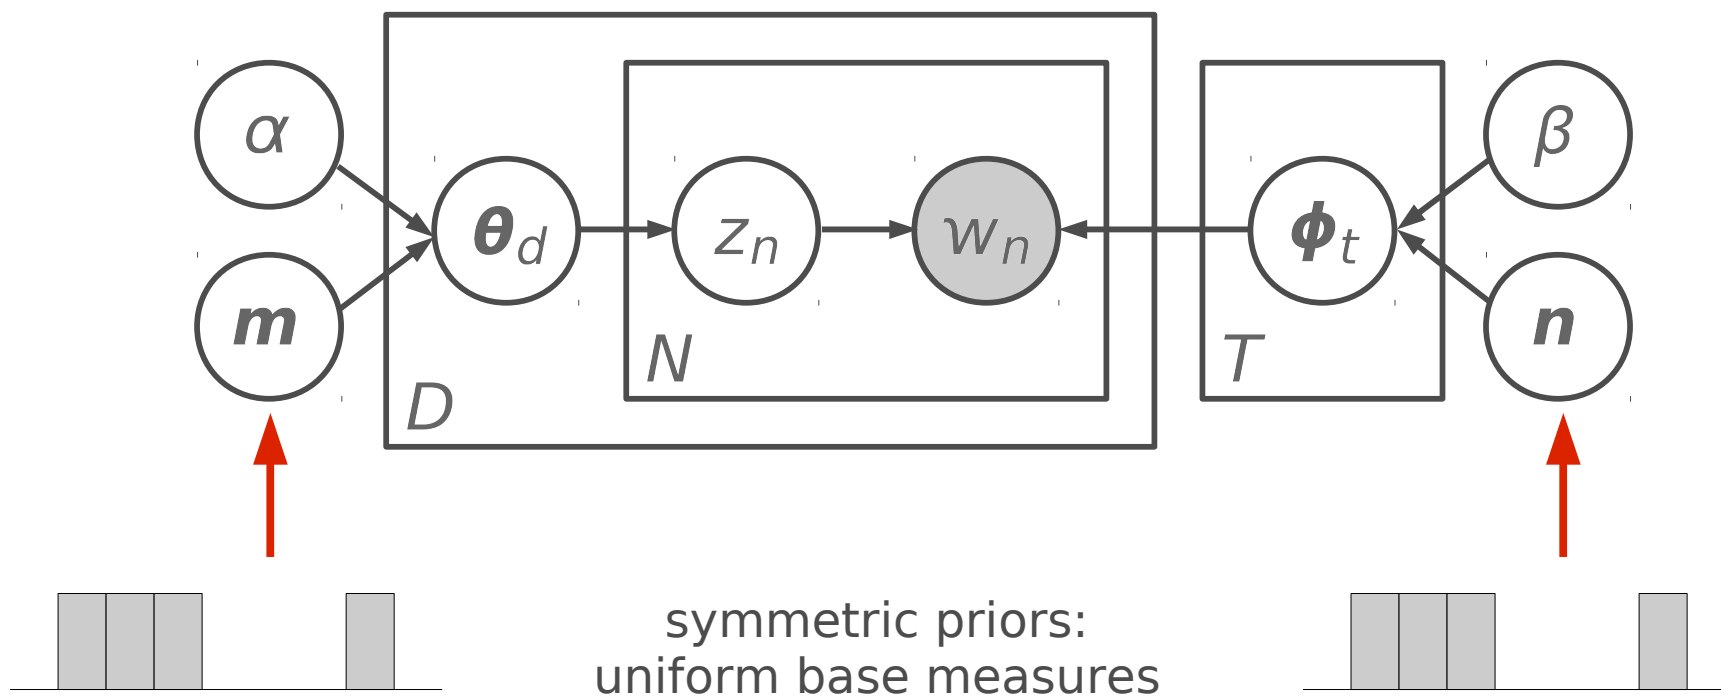 α
β
θd
zn
wn
ϕt
m
n
N
T
D
symmetric priors:
uniform base measures